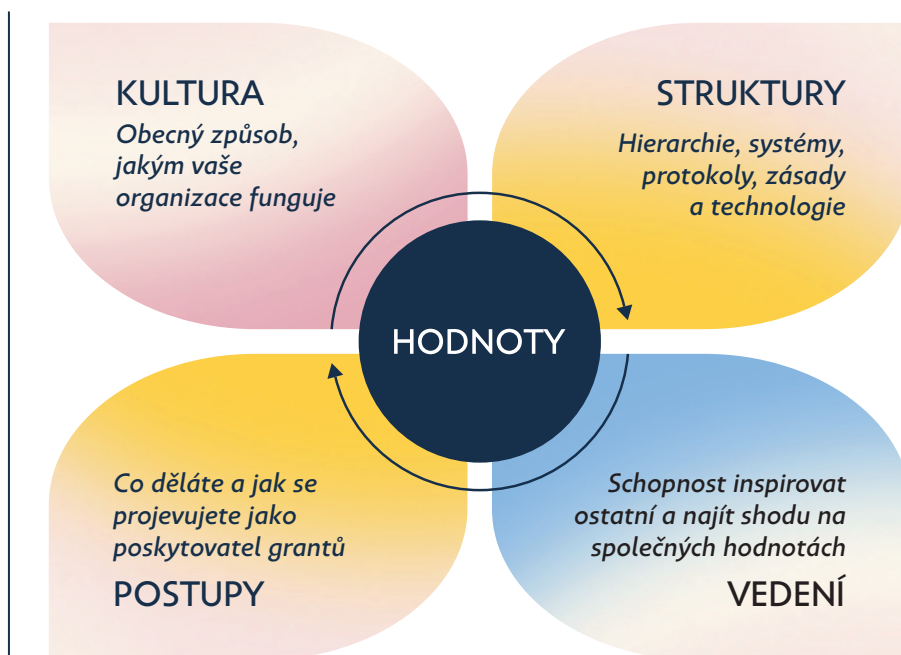 KULTURA
Obecný způsob,
jakým vaše
organizace funguje
STRUKTURY
Hierarchie, systémy,
protokoly, zásady
a technologie
HODNOTY
Co děláte a jak se
projevujete jako
poskytovatel grantů
POSTUPY
Schopnost inspirovat
ostatní a najít shodu na
společných hodnotách
VEDENÍ